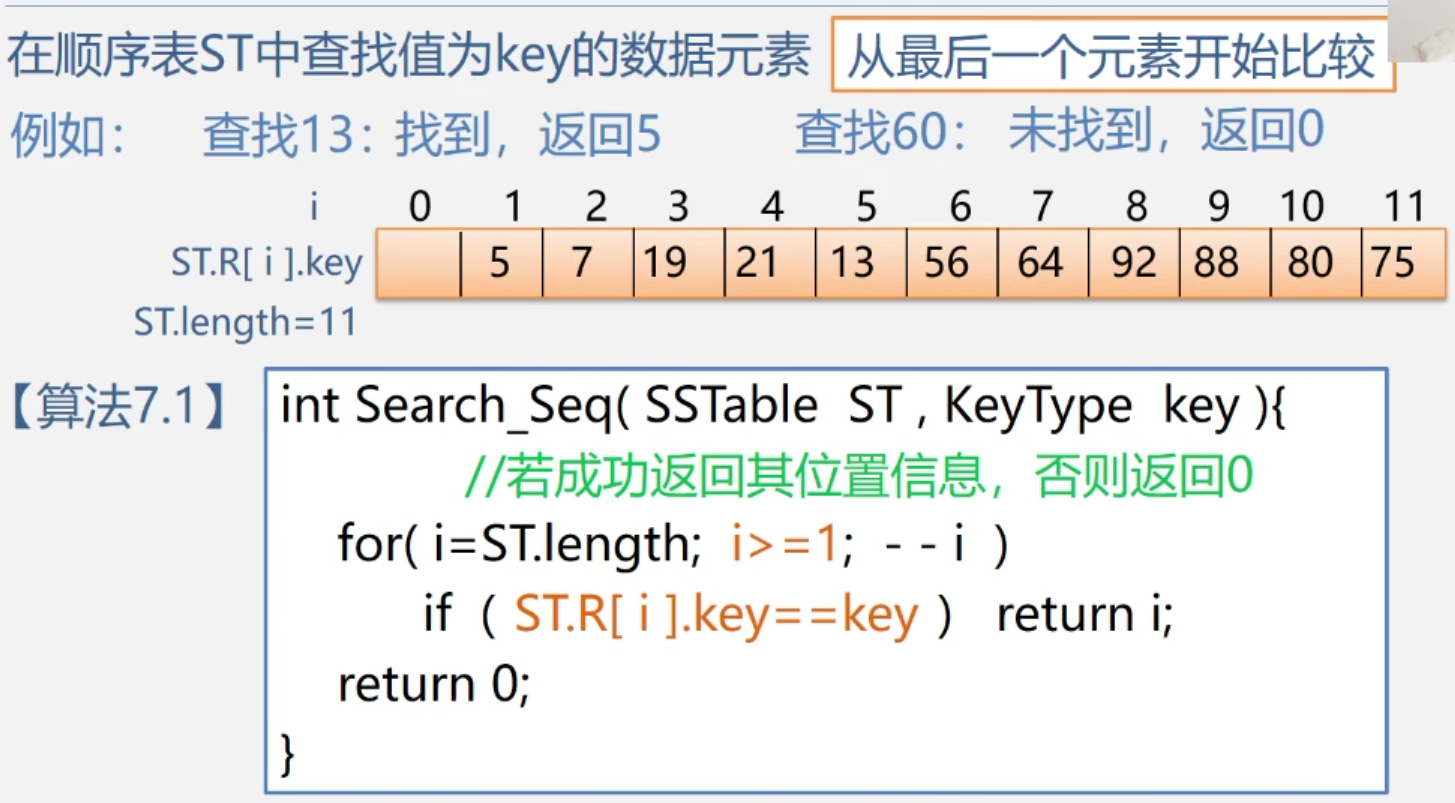 在顺序表ST中查找值为key的数据元素 从最后一个元素开始比较
例如： 查找13：找到，返回5 查找60： 未找到，返回0
i 0 1 2 3 4 5 6 7 8 9 10 11
ST.R[ i ].key 5 7 19 21 13 56 64 92 88 80 75
ST.length=11
【算法7.1】 int Search_Seq( SSTable ST , KeyType key ){
//若成功返回其位置信息，否则返回0
for( i=ST.length; i>=1; - - i )
if ( ST.R[ i ].key==key ) return i;
return 0;
}